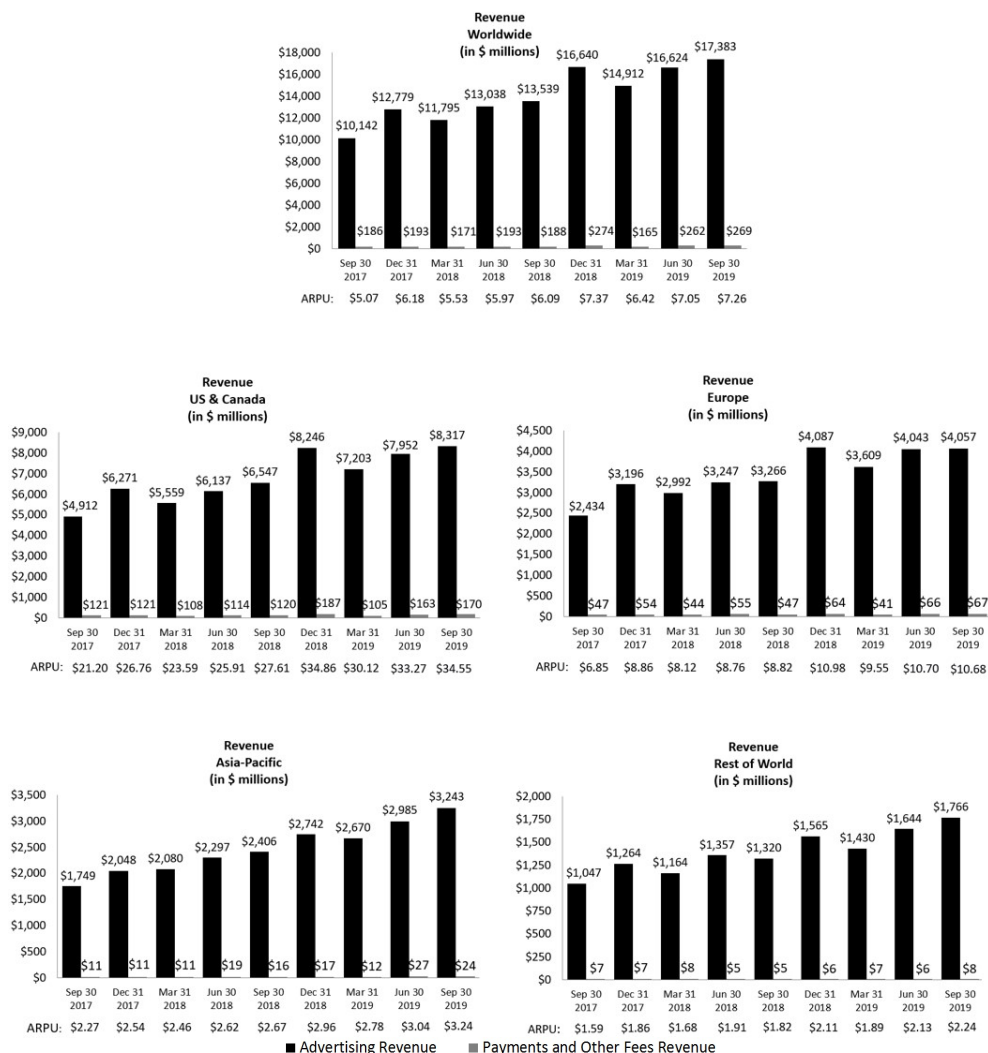 Revenue
Worldwide
(in $ millions)
$18,000
$16,000
$14,000
$12,000
$10,000
$8,000
$6,000
$4,000
$2,000
$0
$10,142 $12,779 $11,795 $13,038 $13,539 $16,640 $14,912 $16,624 $17,383
$186 $193 $171 $193 $188 $274 $165 $262 $269
Sep 30 Dec 31 Mar 31 Jun 30 Sep 30 Dec 31 Mar 31 Jun 30 Sep 30
2017 2017 2018 2018 2018 2018 2019 2019 2019
ARPU: $5.07 $6.18 $5.53 $5.97 $6.09 $7.37 $6.42 $7.05 $7.26
Revenue
US & Canada
(in $ millions)
$9,000
$8,000
$7,000
$6,000
$5,000
$4,000
$3,000
$2,000
$1,000
$0
$4,912 $6,271 $5,559 $6,137 $6,547 $8,246 $7,203 $7,952 $8,317
$121 $121 $108 $114 $120 $187 $105 $163 $170
Sep 30 Dec 31 Mar 31 Jun 30 Sep 30 Dec 31 Mar 31 Jun 30 Sep 30
2017 2017 2018 2018 2018 2018 2019 2019 2019
ARPU: $21.20 $26.76 $23.59 $25.91 $27.61 $34.86 $30.12 $33.27 $34.55
Revenue
Europe
(in $ millions)
$4,500
$4,000
$3,500
$3,000
$2,500
$2,000
$1,500
$1,000
$500
$0
$2,434 $3,196 $2,992 $3,247 $3,266 $4,087 $3,609 $4,043 $4,057
$47 $54 $44 $55 $47 $64 $41 $66 $67
Sep 30 Dec 31 Mar 31 Jun 30 Sep 30 Dec 31 Mar 31 Jun 30 Sep 30
2017 2017 2018 2018 2018 2018 2019 2019 2019
ARPU: $6.85 $8.86 $8.12 $8.76 $8.82 $10.98 $9.55 $10.70 $10.68
Revenue
Asia-Pacific
(in $ millions)
$3,500
$3,000
$2,500
$2,000
$1,500
$1,000
$500
$0
$1,749 $2,048 $2,080 $2,297 $2,406 $2,742 $2,670 $2,985 $3,243
$11 $11 $11 $19 $16 $17 $12 $27 $24
Sep 30 Dec 31 Mar 31 Jun 30 Sep 30 Dec 31 Mar 31 Jun 30 Sep 30
2017 2017 2018 2018 2018 2018 2019 2019 2019
ARPU: $2.27 $2.54 $2.46 $2.62 $2.67 $2.96 $2.78 $3.04 $3.24
Revenue
Rest of World
(in $ millions)
$2,000
$1,750
$1,500
$1,250
$1,000
$750
$500
$250
$0
$1,047 $1,264 $1,164 $1,357 $1,320 $1,565 $1,430 $1,644 $1,766
$7 $7 $8 $5 $5 $6 $7 $6 $8
Sep 30 Dec 31 Mar 31 Jun 30 Sep 30 Dec 31 Mar 31 Jun 30 Sep 30
2017 2017 2018 2018 2018 2018 2019 2019 2019
ARPU: $1.59 $1.86 $1.68 $1.91 $1.82 $2.11 $1.89 $2.13 $2.24
Advertising Revenue Payments and Other Fees Revenue